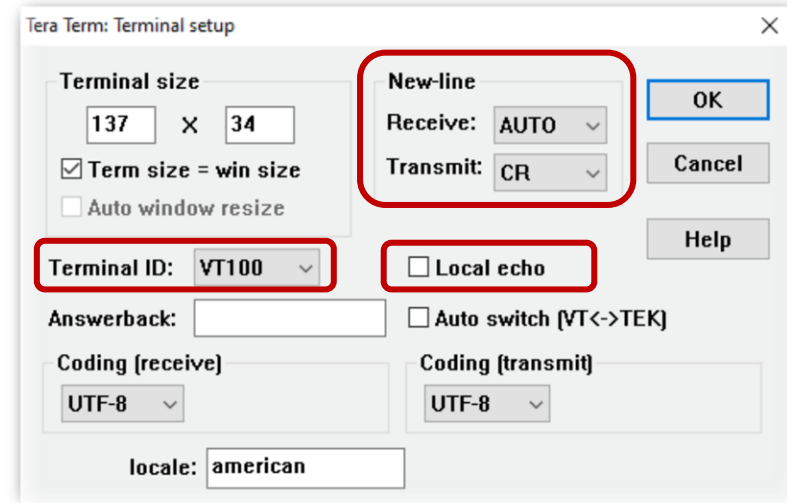 Tera Term: Terminal setup
Terminal size
137 X 34
Term size = win size
Auto window resize
New-line
Receive: AUTO
Transmit: CR
OK
Cancel
Help
Terminal ID: VT100
Local echo
Answerback:
Auto switch (VT<->TEK)
Coding (receive)
UTF-8
Coding (transmit)
UTF-8
locale: american